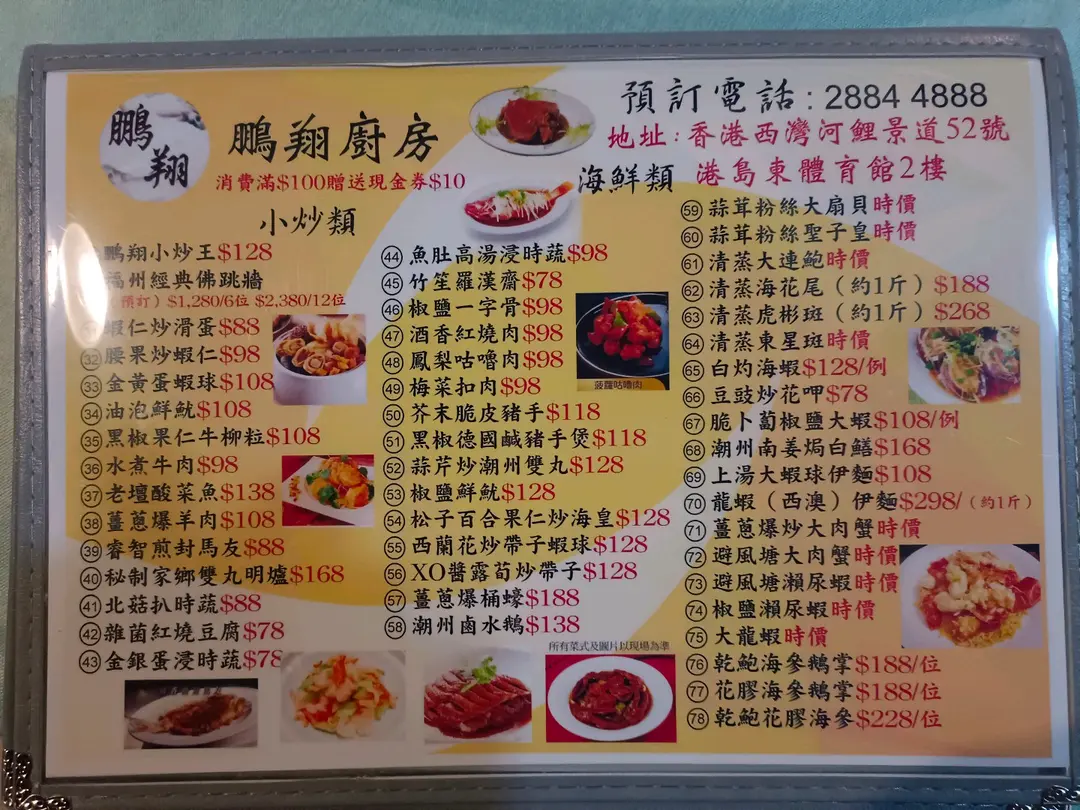 鵬翔
鵬翔廚房
消費滿$100贈送現金券$10
預訂電話：2884 4888
地址：香港西灣河鯉景道52號
港島東體育館2樓
小炒類
鵬翔小炒王$128
福州經典佛跳牆
預訂）$1,280/6位 $2,380/12位
蝦仁炒滑蛋$88
32 腰果炒蝦仁$98
33 金黃蛋蝦球$108
34 油泡鮮魷$108
35 黑椒果仁牛柳粒$108
36 水煮牛肉$98
37 老壇酸菜魚$138
38 薑蔥爆羊肉$108
39 睿智煎封馬友$88
40 秘制家鄉雙丸明爐$168
41 北菇扒時蔬$88
42 雜菌紅燒豆腐$78
43 金銀蛋浸時蔬$78
44 魚肚高湯浸時蔬$98
45 竹笙羅漢齋$78
46 椒鹽一字骨$98
47 酒香紅燒肉$98
48 鳳梨咕嚕肉$98
49 梅菜扣肉$98
50 芥末脆皮豬手$118
51 黑椒德國鹹豬手煲$118
52 蒜芹炒潮州雙丸$128
53 椒鹽鮮魷$128
54 松子百合果仁炒海皇$128
55 西蘭花炒帶子蝦球$128
56 XO醬露荀炒帶子$128
57 薑蔥爆桶蠔$188
58 潮州鹵水鵝$138
菠蘿咕嚕肉
所有菜式及圖片以現場為準
海鮮類
59 蒜茸粉絲大扇貝時價
60 蒜茸粉絲聖子皇時價
61 清蒸大連鮑時價
62 清蒸海花尾（約1斤）$188
63 清蒸虎彬斑（約1斤）$268
64 清蒸東星斑時價
65 白灼海蝦$128/例
66 豆豉炒花呷$78
67 脆卜蔔椒鹽大蝦$108/例
68 潮州南姜焗白鱔$168
69 上湯大蝦球伊麵$108
70 龍蝦（西澳）伊麵$298/（約1斤）
71 薑蔥爆炒大肉蟹時價
72 避風塘大肉蟹時價
73 避風塘瀨尿蝦時價
74 椒鹽瀨尿蝦時價
75 大龍蝦時價
76 乾鮑海參鵝掌$188/位
77 花膠海參鵝掌$188/位
78 乾鮑花膠海參$228/位